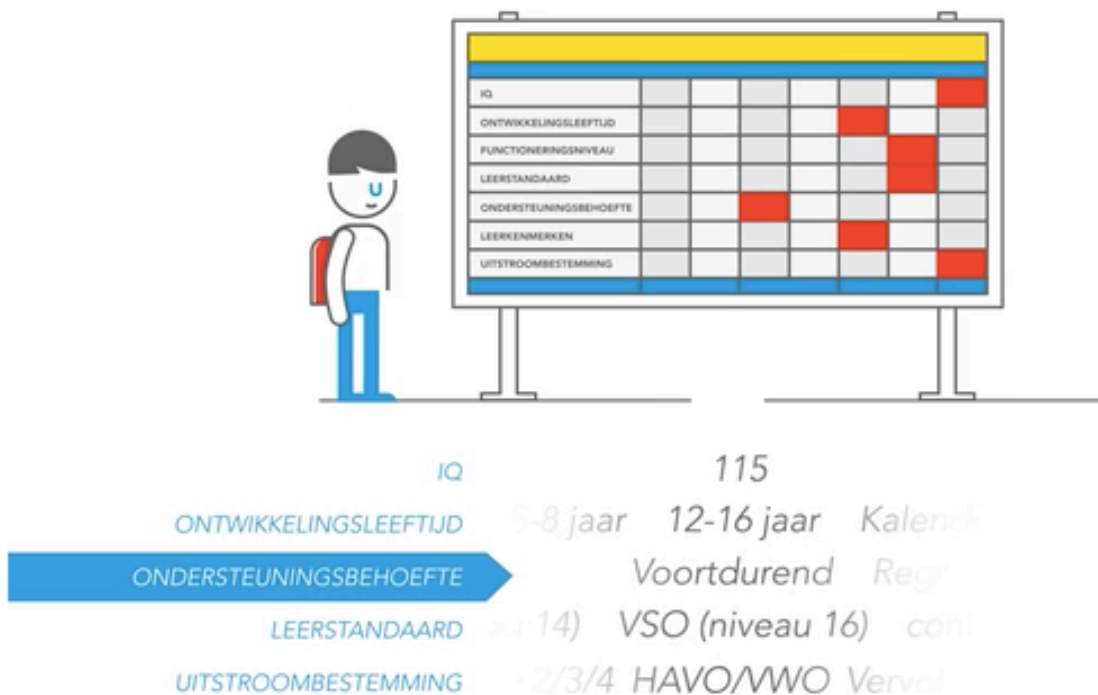 IQ
ONTWIKKELINGSLEEFTIJD
FUNCTIONERINGSNIVEAU
LEERSTANDAARD
ONDERSTEUNINGSBEHOEFTE
LEERKENMERKEN
UITSTROOMBESTEMMING
IQ 115
ONTWIKKELINGSLEEFTIJD 5-8 jaar 12-16 jaar
ONDERSTEUNINGSBEHOEFTE Voortdurend
LEERSTANDAARD 14) VSO (niveau 16)
UITSTROOMBESTEMMING 2/3/4 HAVO/VWO